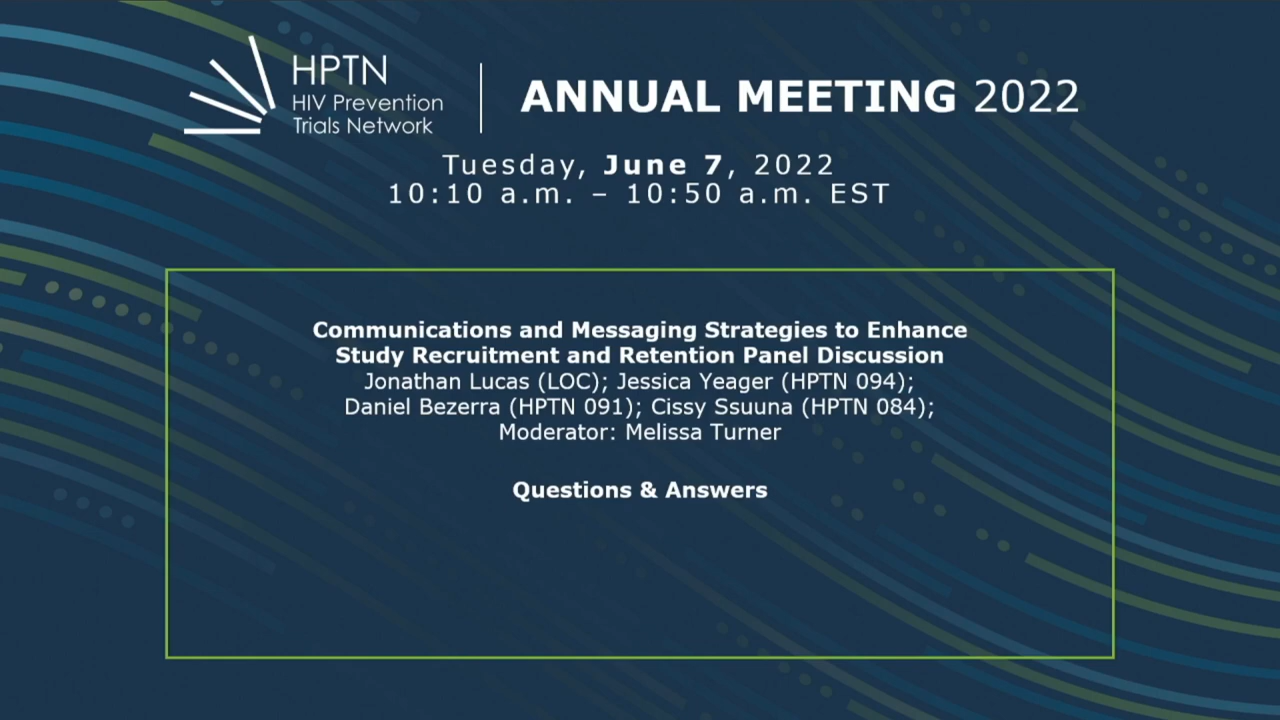 HPTN
HIV Prevention
Trials Network
ANNUAL MEETING 2022
Tuesday, June 7, 2022
10:10 a.m. – 10:50 a.m. EST
Communications and Messaging Strategies to Enhance
Study Recruitment and Retention Panel Discussion
Jonathan Lucas (LOC); Jessica Yeager (HPTN 094);
Daniel Bezerra (HPTN 091); Cissy Ssuuna (HPTN 084);
Moderator: Melissa Turner
Questions & Answers